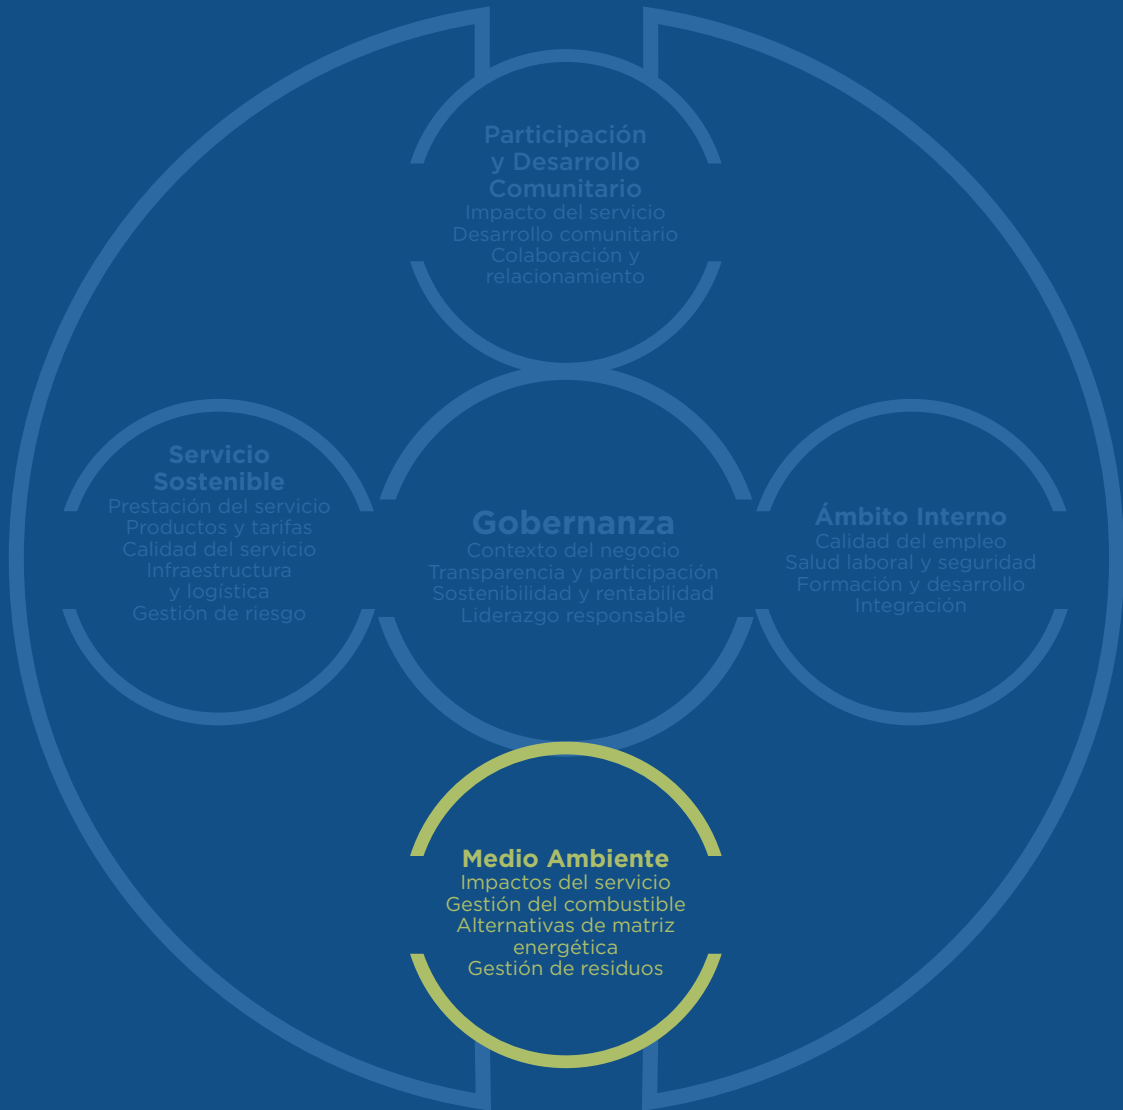 Participación
y Desarrollo
Comunitario
Impacto del servicio
Desarrollo comunitario
Colaboración y
relacionamiento
Servicio
Sostenible
Prestación del servicio
Productos y tarifas
Calidad del servicio
Infraestructura
y logística
Gestión de riesgo
Gobernanza
Contexto del negocio
Transparencia y participación
Sostenibilidad y rentabilidad
Liderazgo responsable
Ámbito Interno
Calidad del empleo
Salud laboral y seguridad
Formación y desarrollo
Integración
Medio Ambiente
Impactos del servicio
Gestión del combustible
Alternativas de matriz
energética
Gestión de residuos